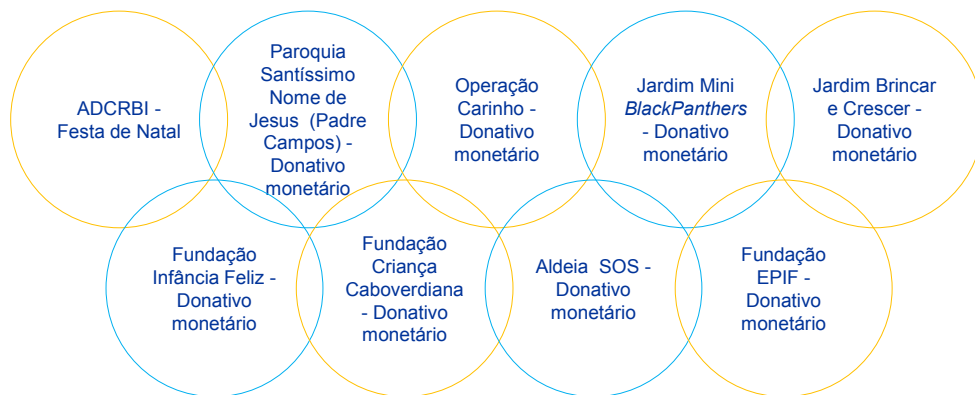 ADCRBI -
Festa de Natal
Paroquia
Santíssimo
Nome de
Jesus (Padre
Campos) -
Donativo
monetário
Operação
Carinho -
Donativo
monetário
Jardim Mini
BlackPanthers
- Donativo
monetário
Jardim Brincar
e Crescer -
Donativo
monetário
Fundação
Infância Feliz -
Donativo
monetário
Fundação
Criança
Caboverdiana
- Donativo
monetário
Aldeia SOS -
Donativo
monetário
Fundação
EPIF -
Donativo
monetário